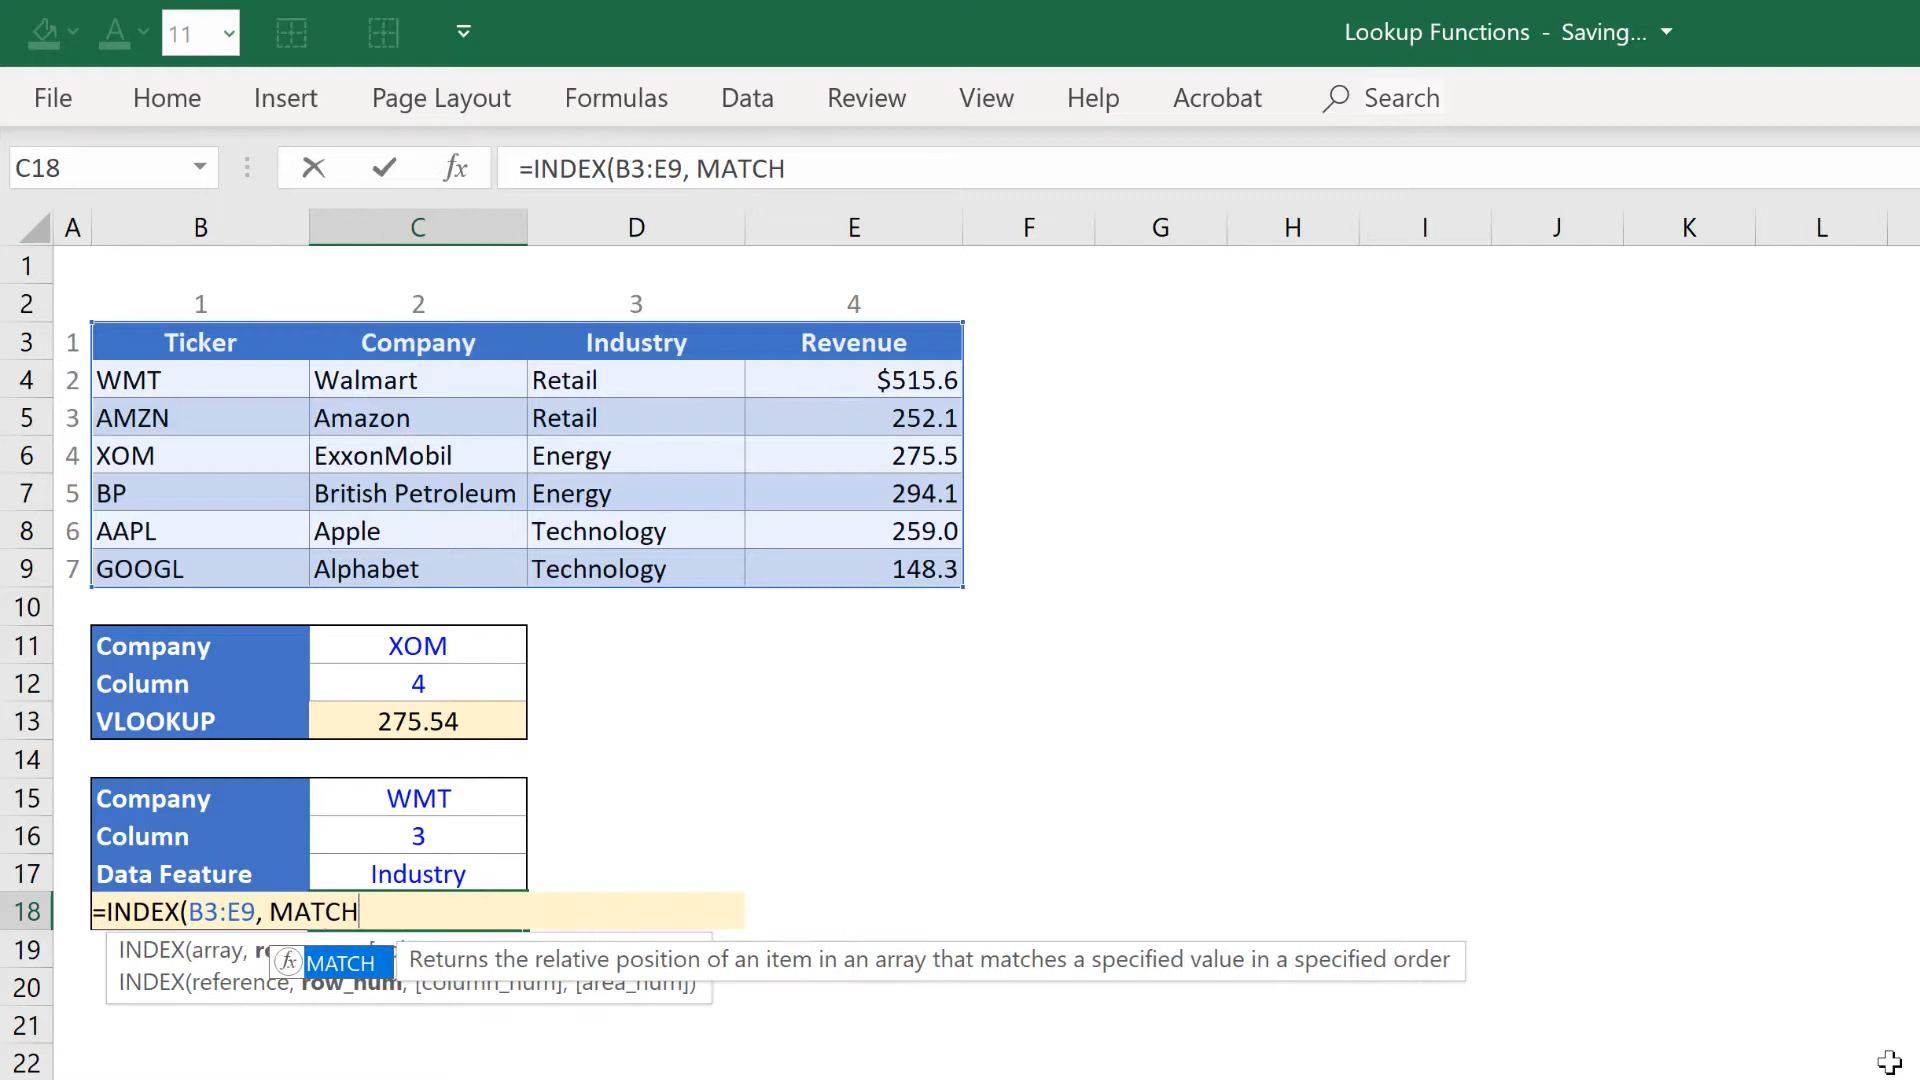 11
Lookup Functions - Saving...
File Home Insert Page Layout Formulas Data Review View Help Acrobat Search
C18 fx =INDEX(B3:E9, MATCH
A B C D E F G H I J K L
1
2 1 2 3 4
3 1 Ticker Company Industry Revenue
4 2 WMT Walmart Retail $515.6
5 3 AMZN Amazon Retail 252.1
6 4 XOM ExxonMobil Energy 275.5
7 5 BP British Petroleum Energy 294.1
8 6 AAPL Apple Technology 259.0
9 7 GOOGL Alphabet Technology 148.3
10
11 Company XOM
12 Column 4
13 VLOOKUP 275.54
14
15 Company WMT
16 Column 3
17 Data Feature Industry
18 =INDEX(B3:E9, MATCH
19 INDEX(array,
fx MATCH Returns the relative position of an item in an array that matches a specified value in a specified order
20 INDEX(reference, row_num, [column_num], [area_num])
21
22